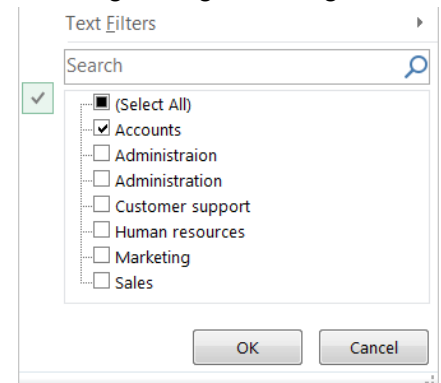 Text Filters
Search
(Select All)
Accounts
Administraion
Administration
Customer support
Human resources
Marketing
Sales
OK Cancel